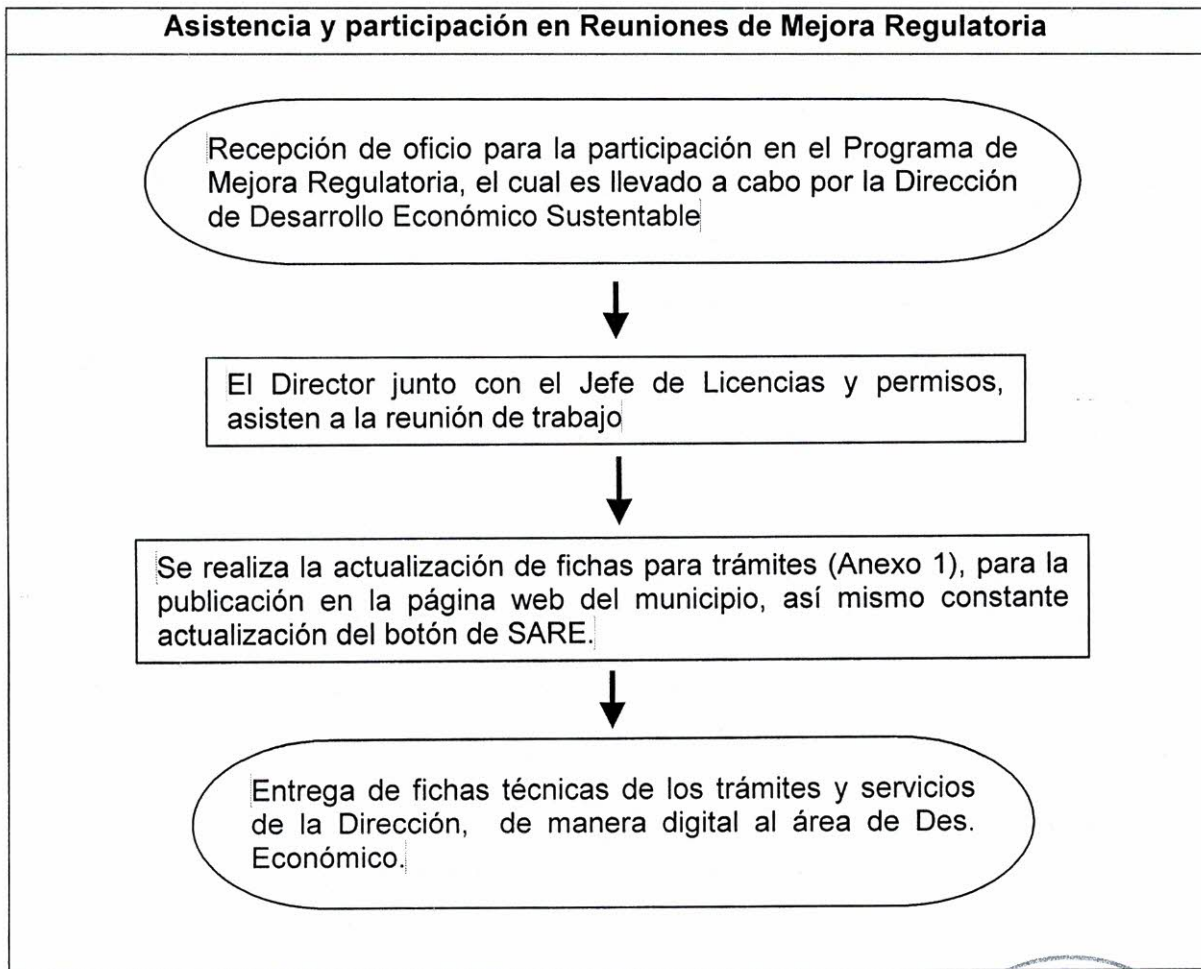 Asistencia y participación en Reuniones de Mejora Regulatoria
Recepción de oficio para la participación en el Programa de
Mejora Regulatoria, el cual es llevado a cabo por la Dirección
de Desarrollo Económico Sustentable
El Director junto con el Jefe de Licencias y permisos,
asisten a la reunión de trabajo
Se realiza la actualización de fichas para trámites (Anexo 1), para la
publicación en la página web del municipio, así mismo constante
actualización del botón de SARE.
Entrega de fichas técnicas de los trámites y servicios
de la Dirección, de manera digital al área de Des.
Económico.